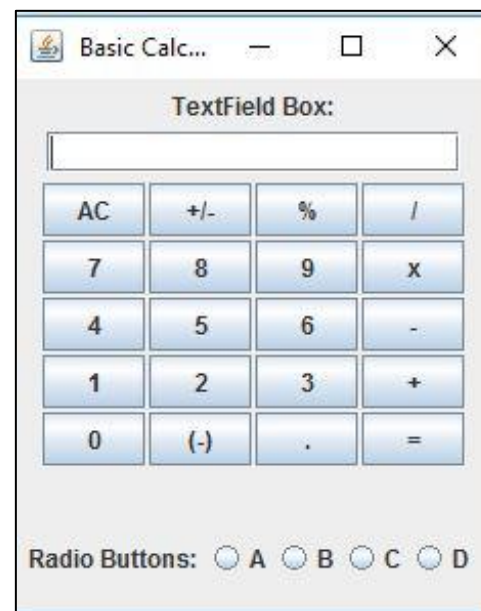 Basic Calc...
TextField Box:
AC +/- % /
7 8 9 x
4 5 6 -
1 2 3 +
0 (-) . =
Radio Buttons: A B C D